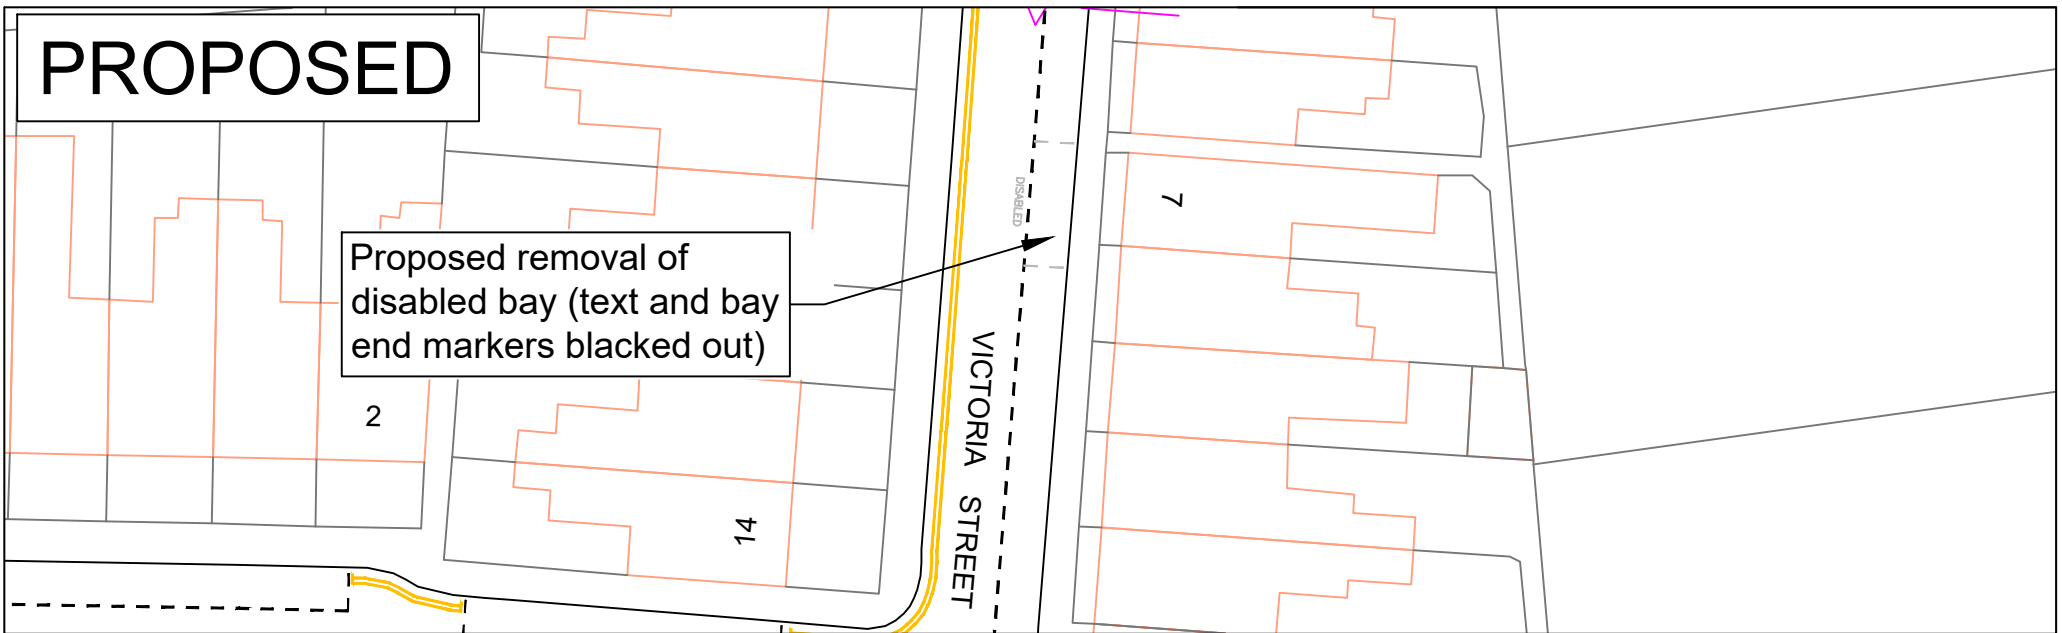 PROPOSED
DISABLED
7
Proposed removal of
disabled bay (text and bay
end markers blacked out)
2
VICTORIA STREET
14